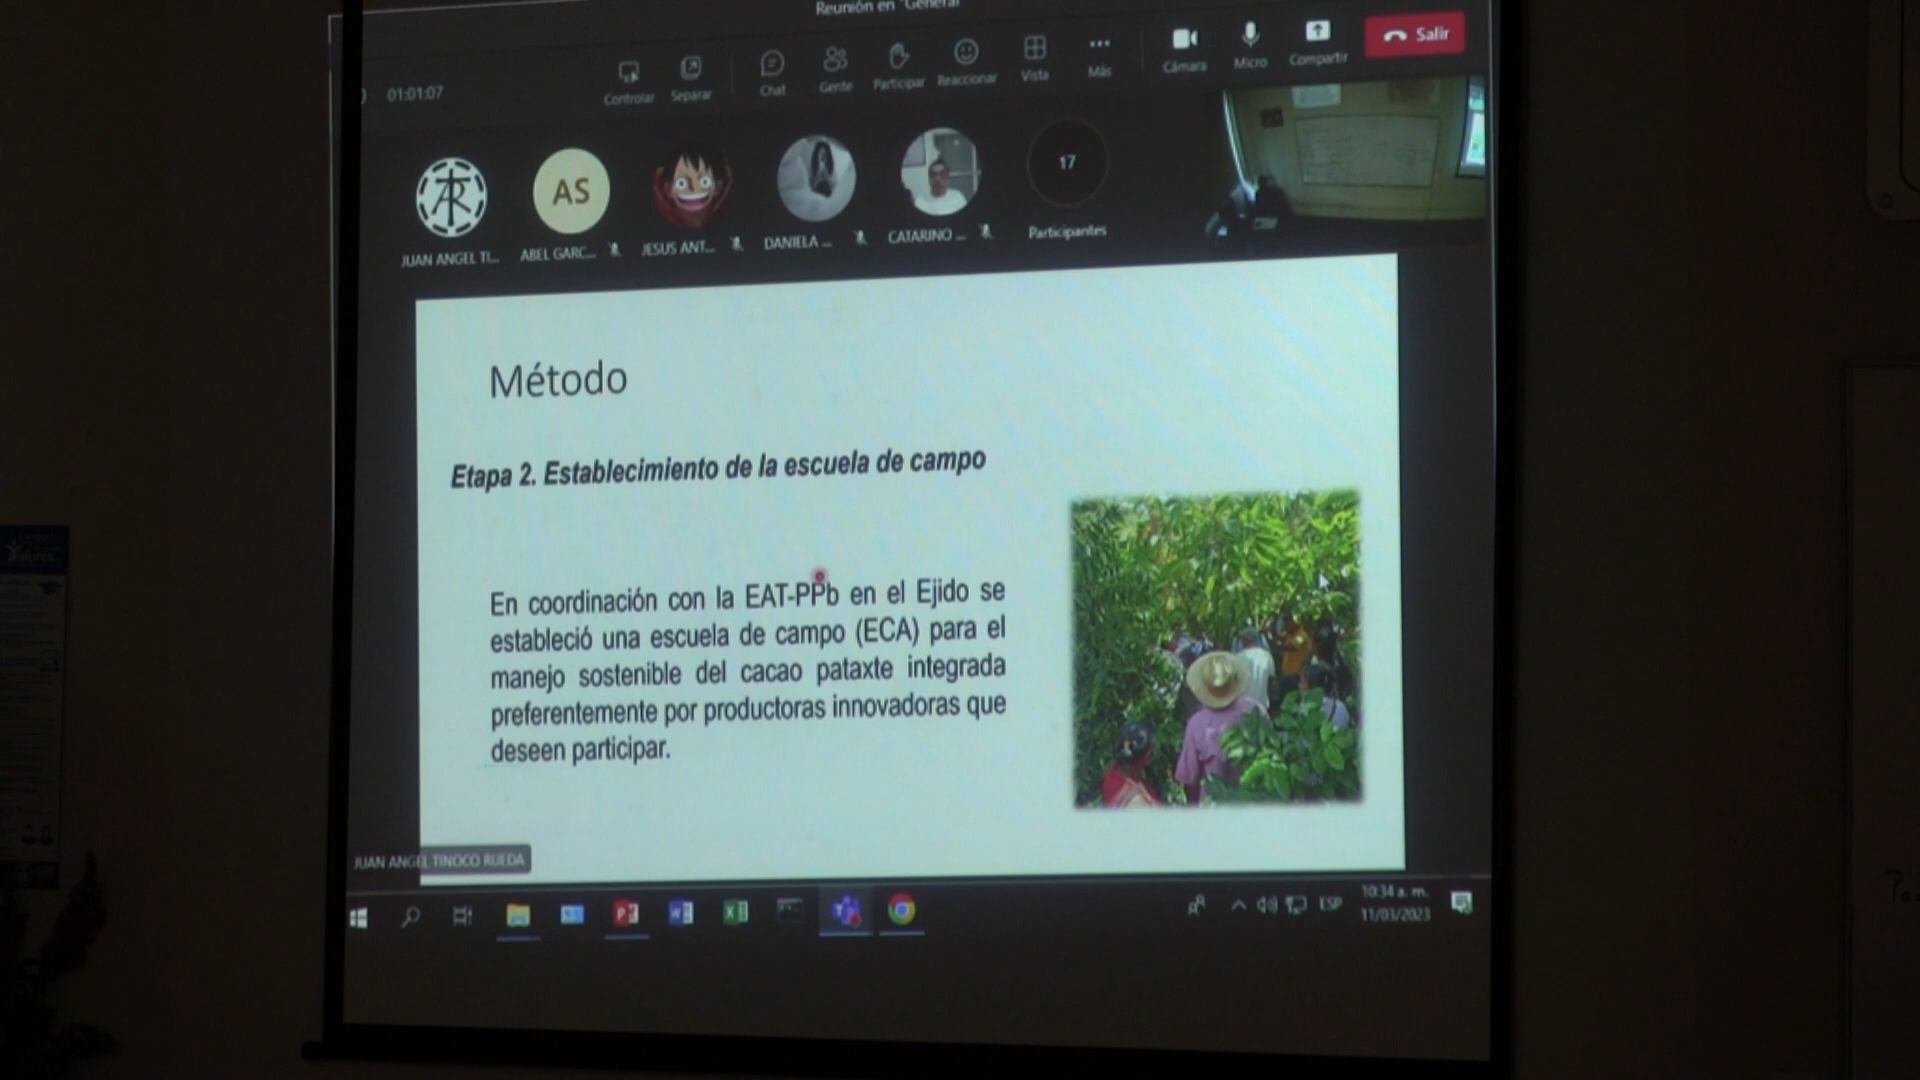 Reunión en "General"
01:01:07
Controlar
Separar
Chat
Gente
Participar
Reaccionar
Vista
Más
Cámara
Micro
Compartir
Salir
AS
17
JUAN ANGEL TI...
ABEL GARC...
JESUS ANT...
DANIELA ...
CATARINO ...
Participantes
Método
Etapa 2. Establecimiento de la escuela de campo
En coordinación con la EAT-PPb en el Ejido se
estableció una escuela de campo (ECA) para el
manejo sostenible del cacao pataxte integrada
preferentemente por productoras innovadoras que
deseen participar.
JUAN ANGEL TINOCO RUEDA
ESP
10:34 a. m.
11/03/2023